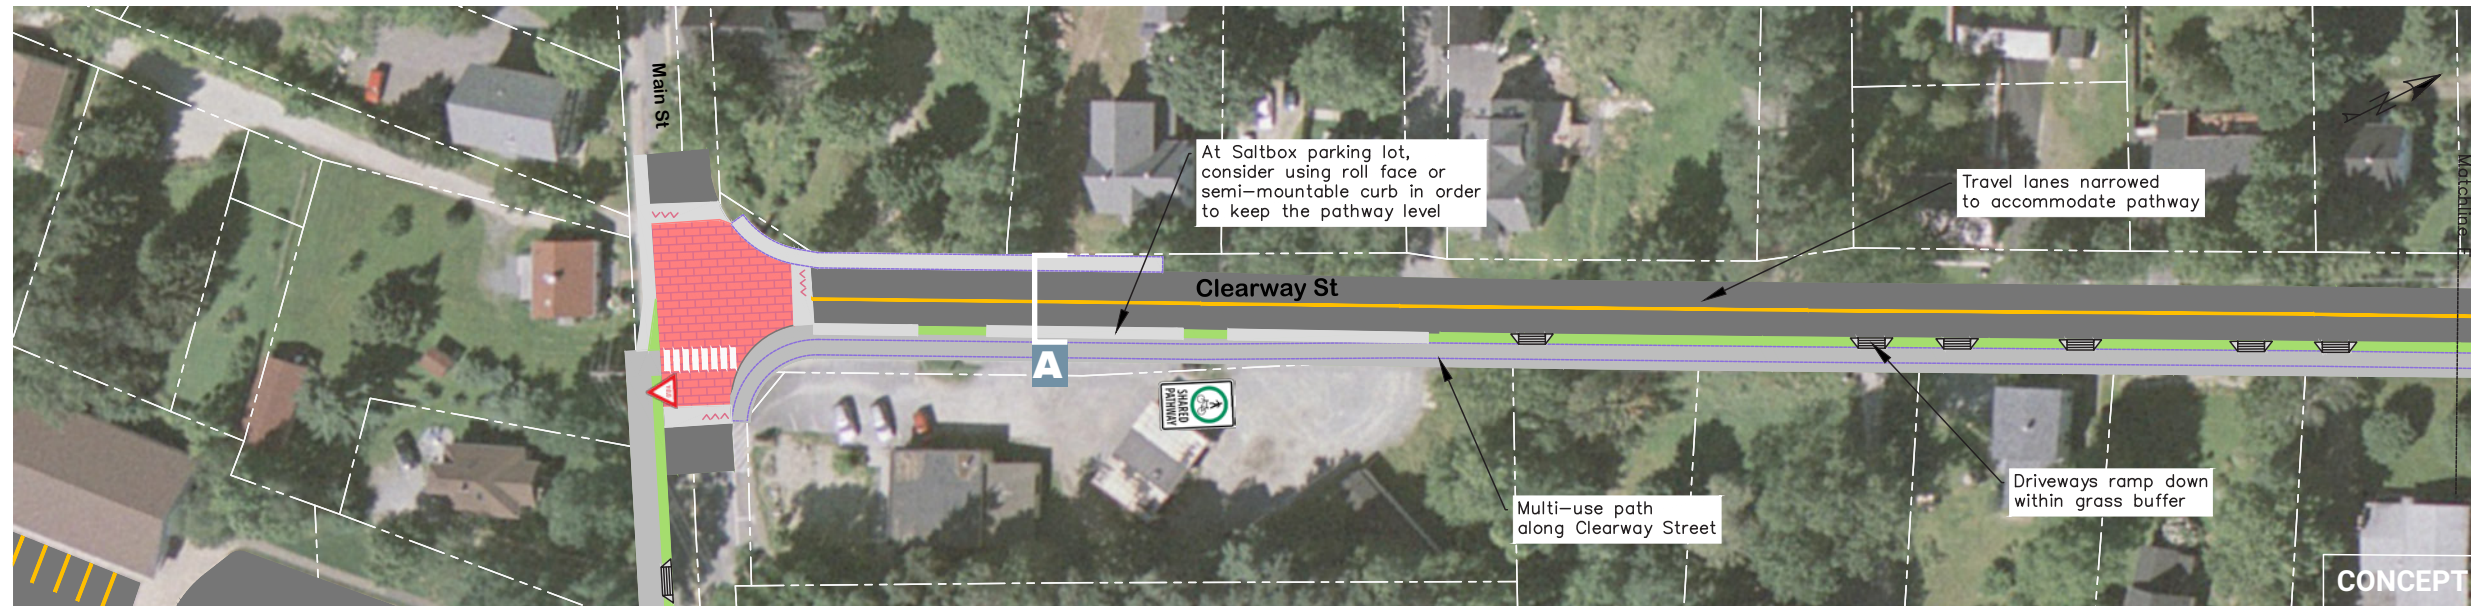 Main St
At Saltbox parking lot,
consider using roll face or
semi-mountable curb in order
to keep the pathway level
Travel lanes narrowed
to accommodate pathway
Clearway St
A
SHARED
PATHWAY
Multi-use path
along Clearway Street
Driveways ramp down
within grass buffer
CONCEPT